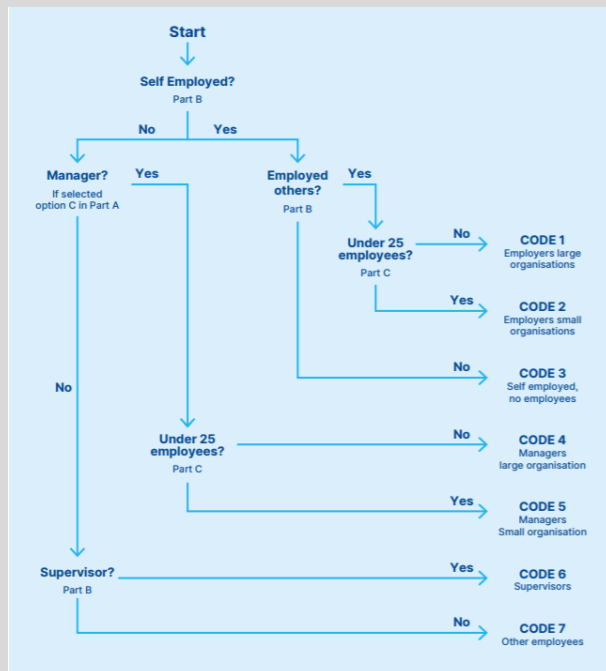 Start
Self Employed?
Part B
No
Yes
Manager?
If selected
option C in Part A
Yes
Employed
others?
Part B
Yes
Under 25
employees?
Part C
No
CODE 1
Employers large
organisations
Yes
CODE 2
Employers small
organisations
No
CODE 3
Self employed,
no employees
No
Under 25
employees?
Part C
No
CODE 4
Managers
large organisation
Yes
CODE 5
Managers
Small organisation
Supervisor?
Part B
Yes
CODE 6
Supervisors
No
CODE 7
Other employees